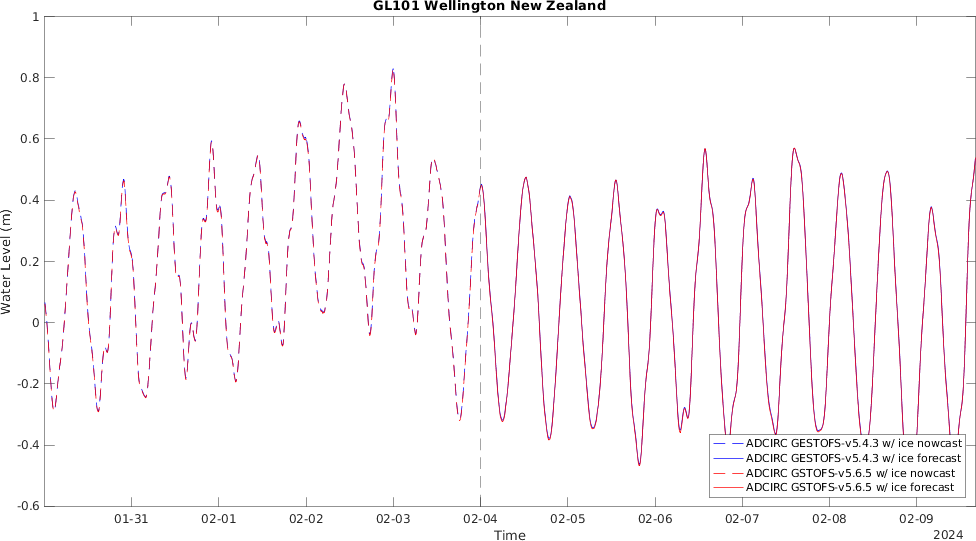 GL101 Wellington New Zealand
1
0.8
0.6
0.4
0.2
0
-0.2
-0.4
-0.6
Water Level (m)
ADCIRC GESTOFS-v5.4.3 w/ ice nowcast
ADCIRC GESTOFS-v5.4.3 w/ ice forecast
ADCIRC GSTOFS-v5.6.5 w/ ice nowcast
ADCIRC GSTOFS-v5.6.5 w/ ice forecast
01-31 02-01 02-02 02-03 02-04 02-05 02-06 02-07 02-08 02-09
Time
2024